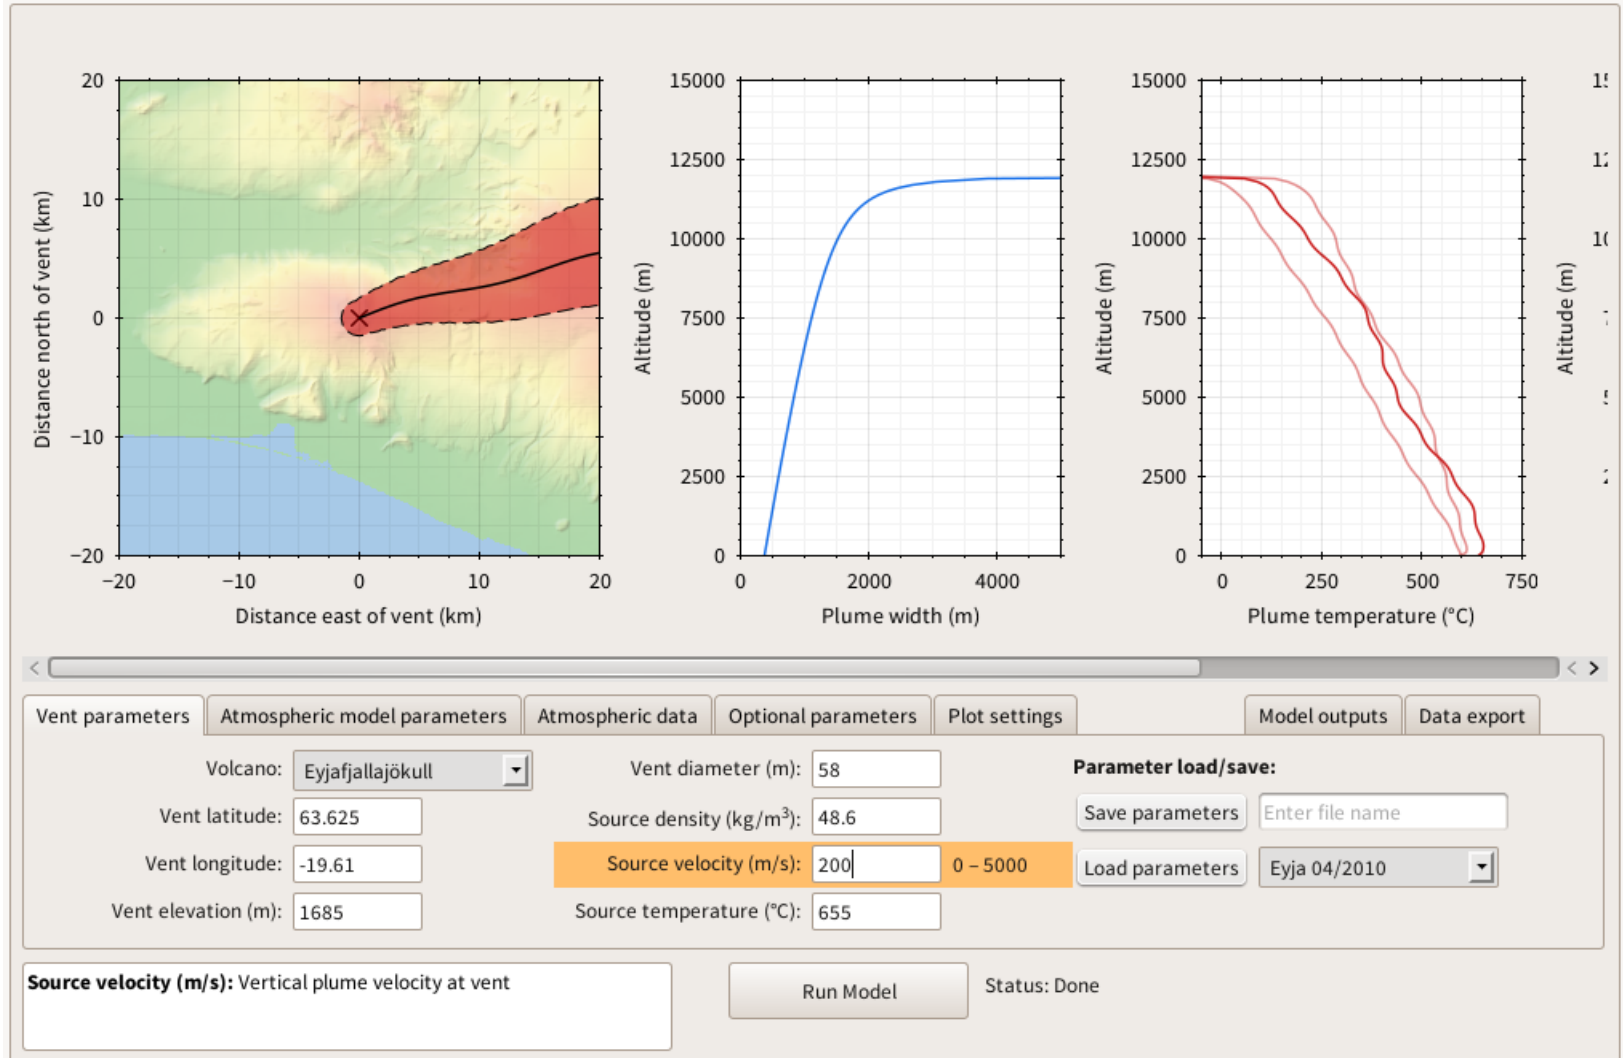 20
10
0
−10
−20
−20
−10
0
10
20
Distance north of vent (km)
Distance east of vent (km)
15000
12500
10000
7500
5000
2500
0
0
2000
4000
Altitude (m)
Plume width (m)
15000
12500
10000
7500
5000
2500
0
0
250
500
750
Altitude (m)
Plume temperature (°C)
Altitude (m)
Vent parameters
Atmospheric model parameters
Atmospheric data
Optional parameters
Plot settings
Model outputs
Data export
Volcano: Eyjafjallajökull
Vent latitude: 63.625
Vent longitude: -19.61
Vent elevation (m): 1685
Vent diameter (m): 58
Source density (kg/m³): 48.6
Source velocity (m/s): 200 0 – 5000
Source temperature (°C): 655
Parameter load/save:
Save parameters Enter file name
Load parameters Eyja 04/2010
Source velocity (m/s): Vertical plume velocity at vent
Run Model
Status: Done